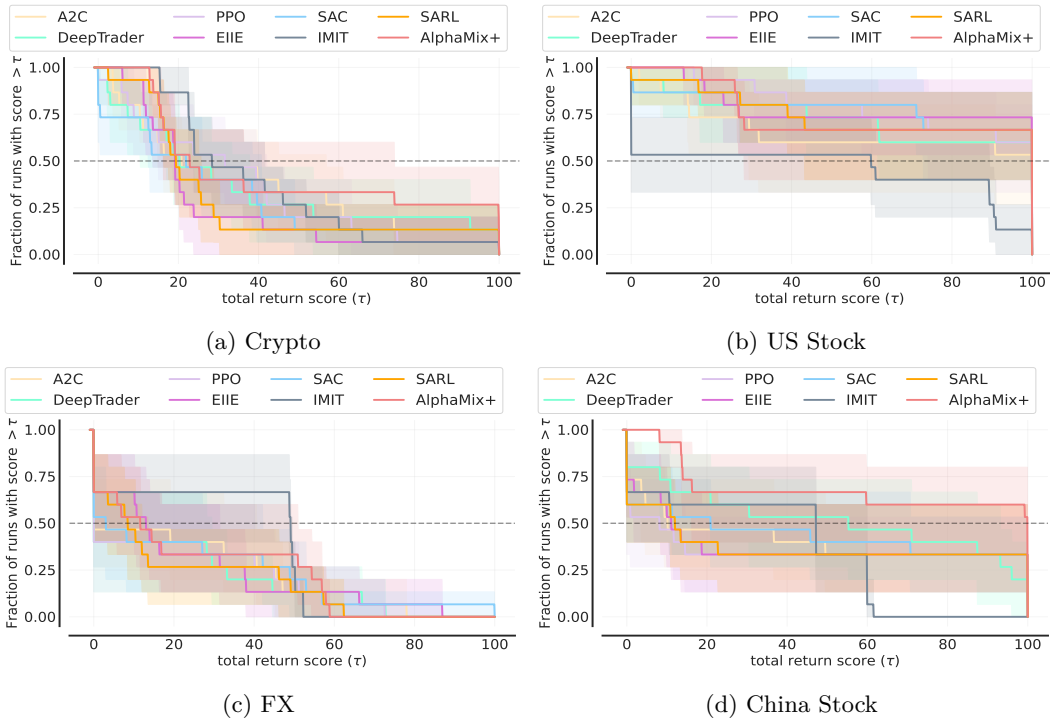 A2C PPO SAC SARL
DeepTrader EIIE IMIT AlphaMix+
Fraction of runs with score > τ
1.00
0.75
0.50
0.25
0.00
0 20 40 60 80 100
total return score (τ)
(a) Crypto
A2C PPO SAC SARL
DeepTrader EIIE IMIT AlphaMix+
Fraction of runs with score > τ
1.00
0.75
0.50
0.25
0.00
0 20 40 60 80 100
total return score (τ)
(b) US Stock
A2C PPO SAC SARL
DeepTrader EIIE IMIT AlphaMix+
Fraction of runs with score > τ
1.00
0.75
0.50
0.25
0.00
0 20 40 60 80 100
total return score (τ)
(c) FX
A2C PPO SAC SARL
DeepTrader EIIE IMIT AlphaMix+
Fraction of runs with score > τ
1.00
0.75
0.50
0.25
0.00
0 20 40 60 80 100
total return score (τ)
(d) China Stock